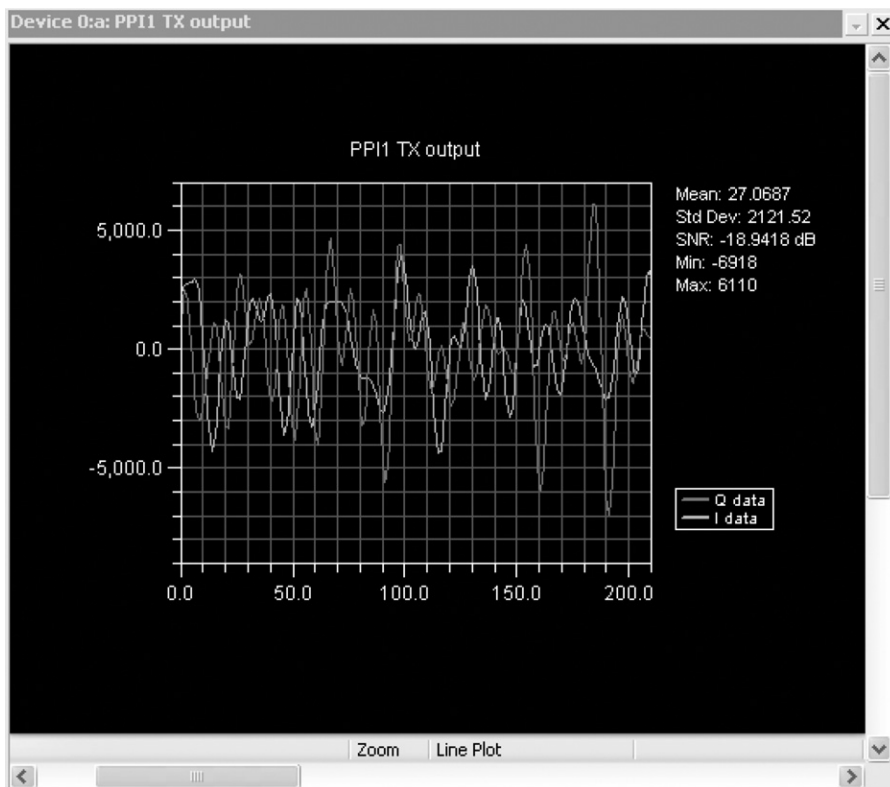 Device 0:a: PPI1 TX output
PPI1 TX output
Mean: 27.0687
Std Dev: 2121.52
SNR: -18.9418 dB
Min: -6918
Max: 6110
5,000.0
0.0
-5,000.0
0.0 50.0 100.0 150.0 200.0
Q data
I data
Zoom Line Plot